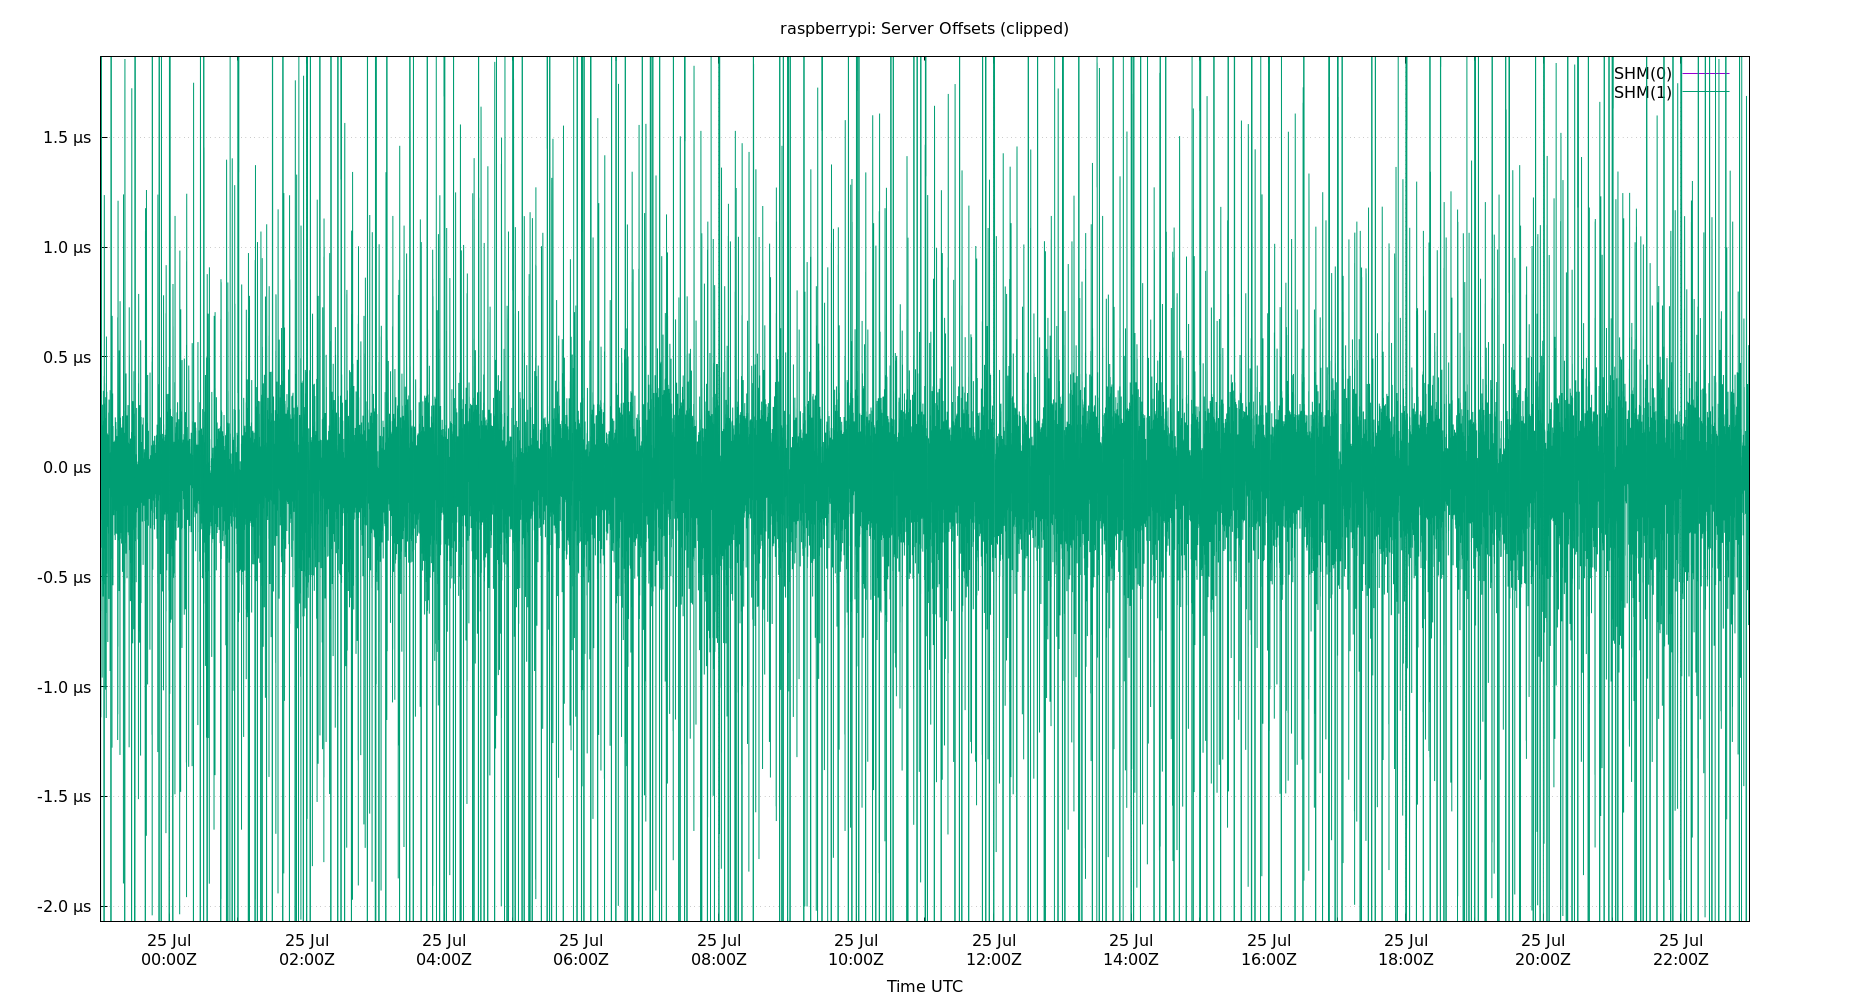 raspberrypi: Server Offsets (clipped)
SHM(0)
SHM(1)
1.5 µs
1.0 µs
0.5 µs
0.0 µs
-0.5 µs
-1.0 µs
-1.5 µs
-2.0 µs
25 Jul 25 Jul 25 Jul 25 Jul 25 Jul 25 Jul 25 Jul 25 Jul 25 Jul 25 Jul 25 Jul 25 Jul
00:00Z 02:00Z 04:00Z 06:00Z 08:00Z 10:00Z 12:00Z 14:00Z 16:00Z 18:00Z 20:00Z 22:00Z
Time UTC